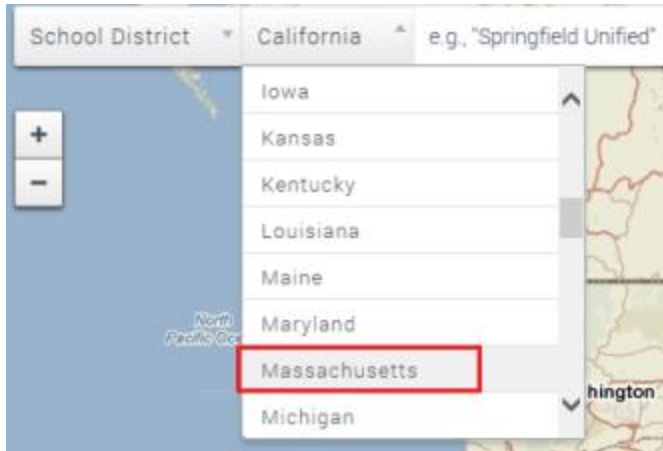 School District California e.g., "Springfield Unified"
Iowa
+
Kansas
-
Kentucky
Louisiana
Maine
North
Maryland
Pacific Oce
Massachusetts
hington
Michigan